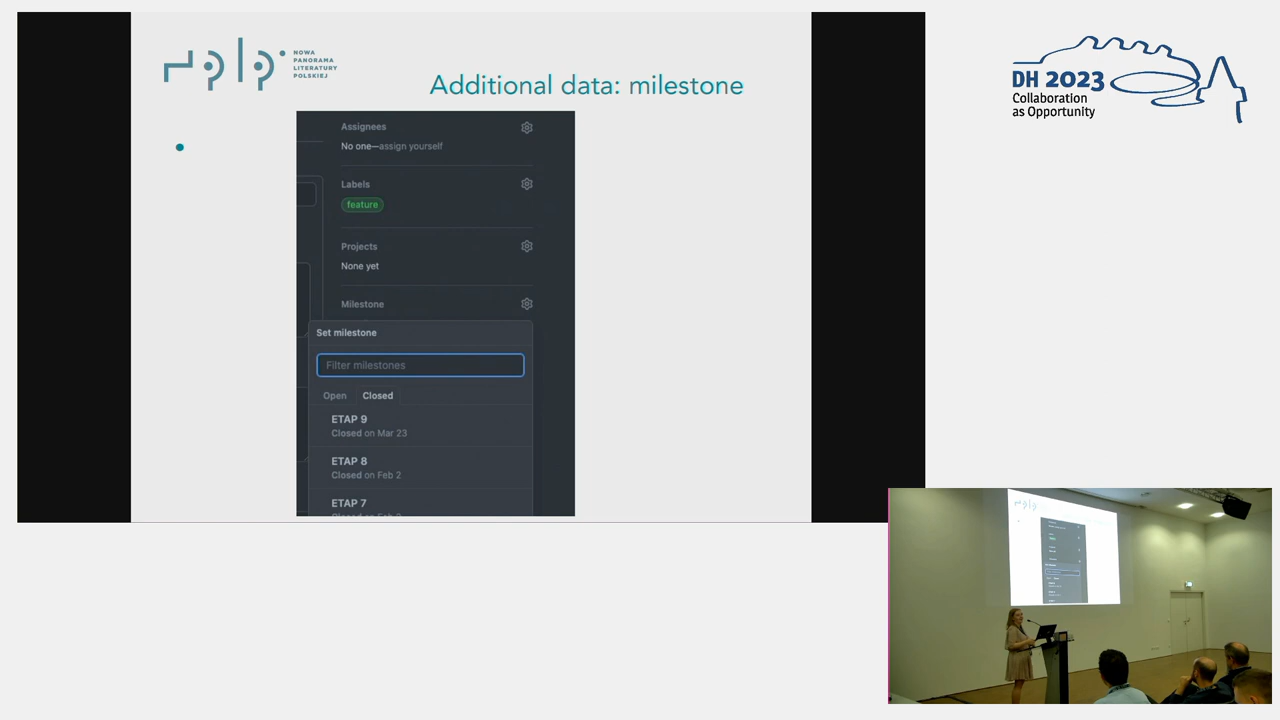 NOWA
PANORAMA
LITERATURY
POLSKIEJ
Additional data: milestone
Assignees
No one—assign yourself
Labels
feature
Projects
None yet
Milestone
Set milestone
Filter milestones
Open Closed
ETAP 9
Closed on Mar 23
ETAP 8
Closed on Feb 2
ETAP 7
DH 2023
Collaboration
as Opportunity